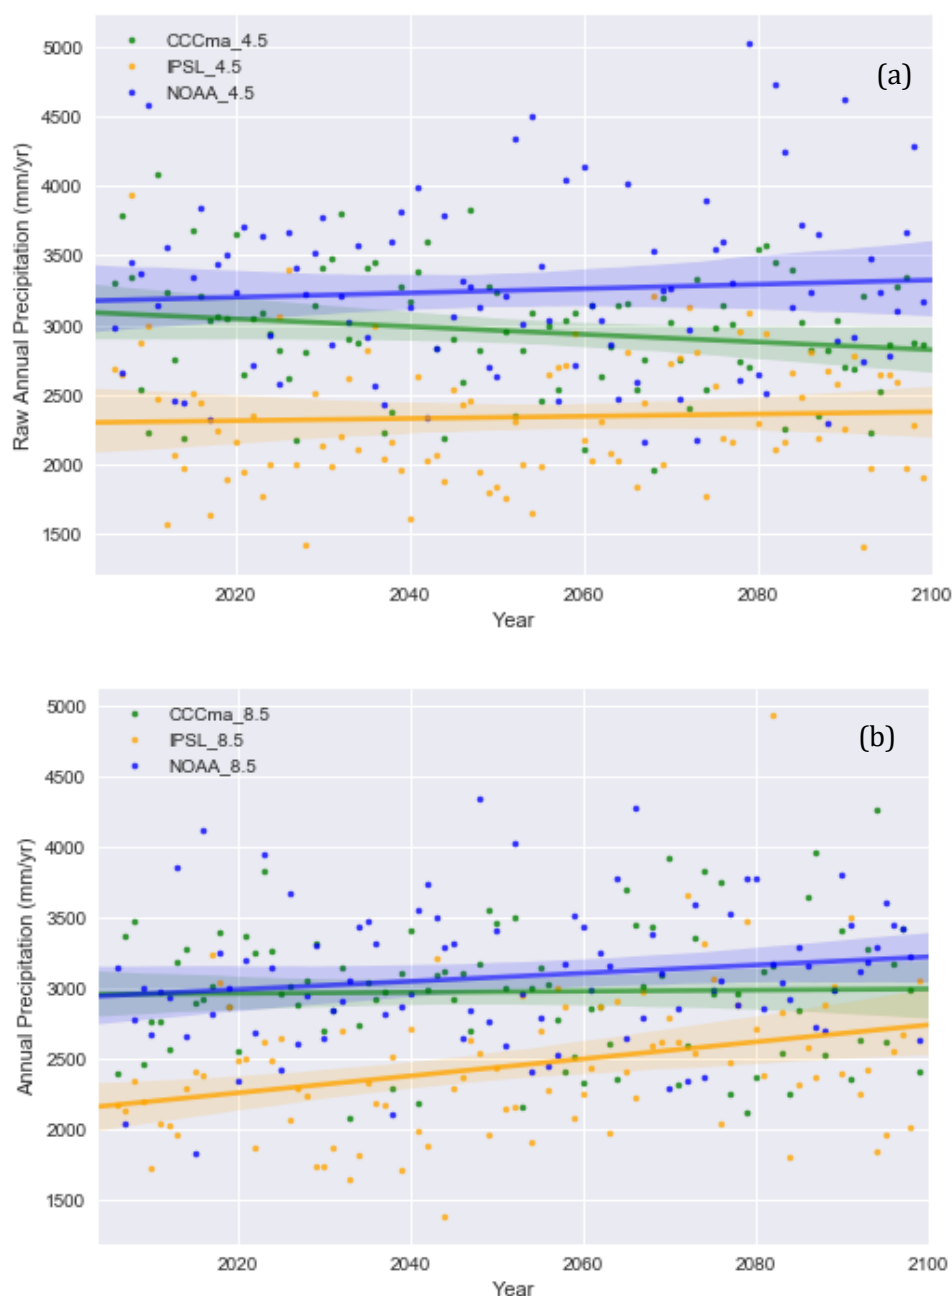 5000
4500
4000
3500
3000
2500
2000
1500
Raw Annual Precipitation (mm/yr)
CCCma_4.5
IPSL_4.5
NOAA_4.5
(a)
2020 2040 2060 2080 2100
Year
5000
4500
4000
3500
3000
2500
2000
1500
Annual Precipitation (mm/yr)
CCCma_8.5
IPSL_8.5
NOAA_8.5
(b)
2020 2040 2060 2080 2100
Year